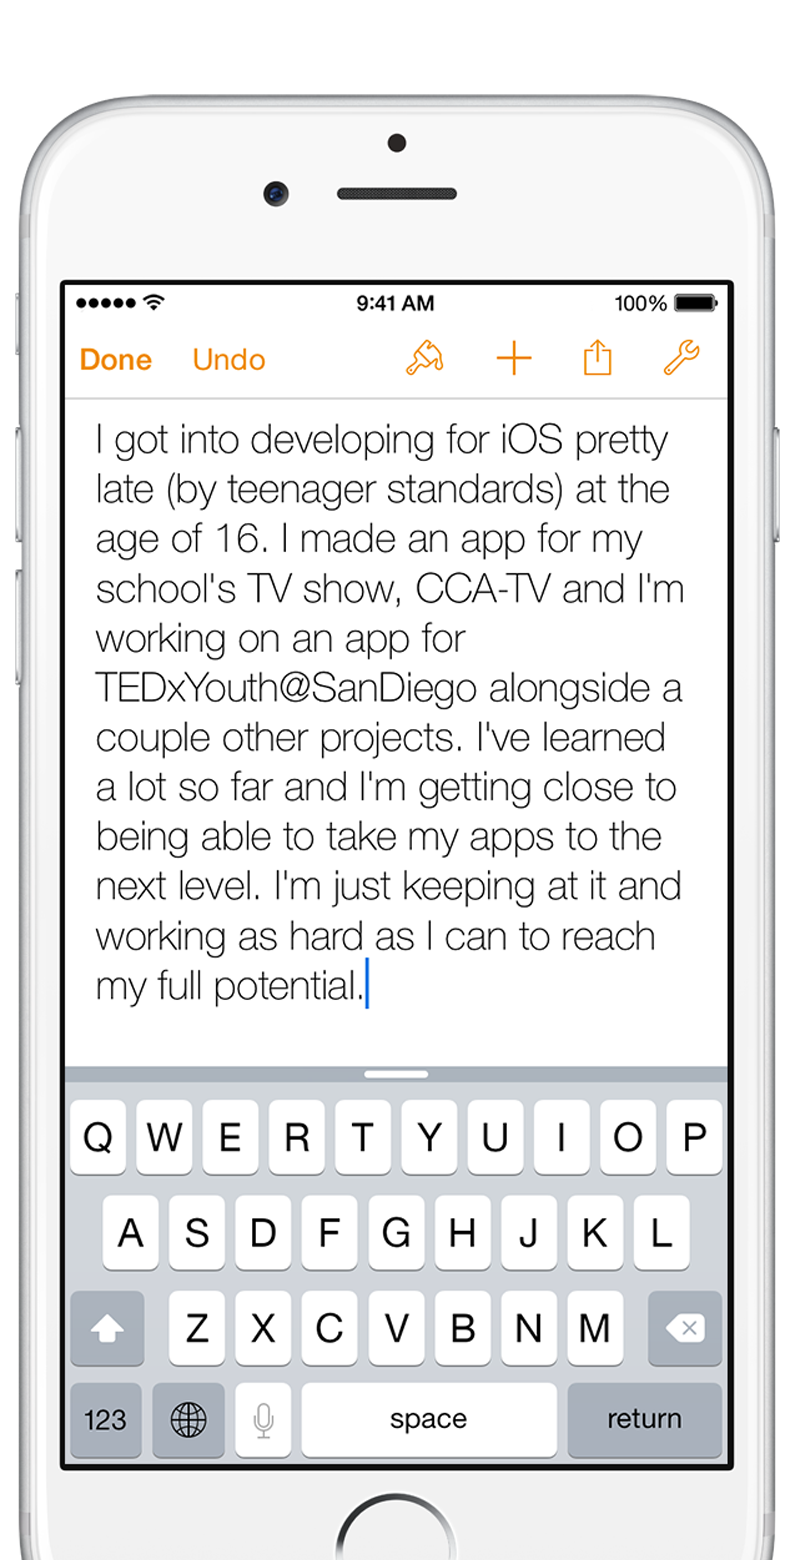 9:41 AM 100%
Done Undo
I got into developing for iOS pretty
late (by teenager standards) at the
age of 16. I made an app for my
school's TV show, CCA-TV and I'm
working on an app for
TEDxYouth@SanDiego alongside a
couple other projects. I've learned
a lot so far and I'm getting close to
being able to take my apps to the
next level. I'm just keeping at it and
working as hard as I can to reach
my full potential.
Q W E R T Y U I O P
A S D F G H J K L
Z X C V B N M
123 space return